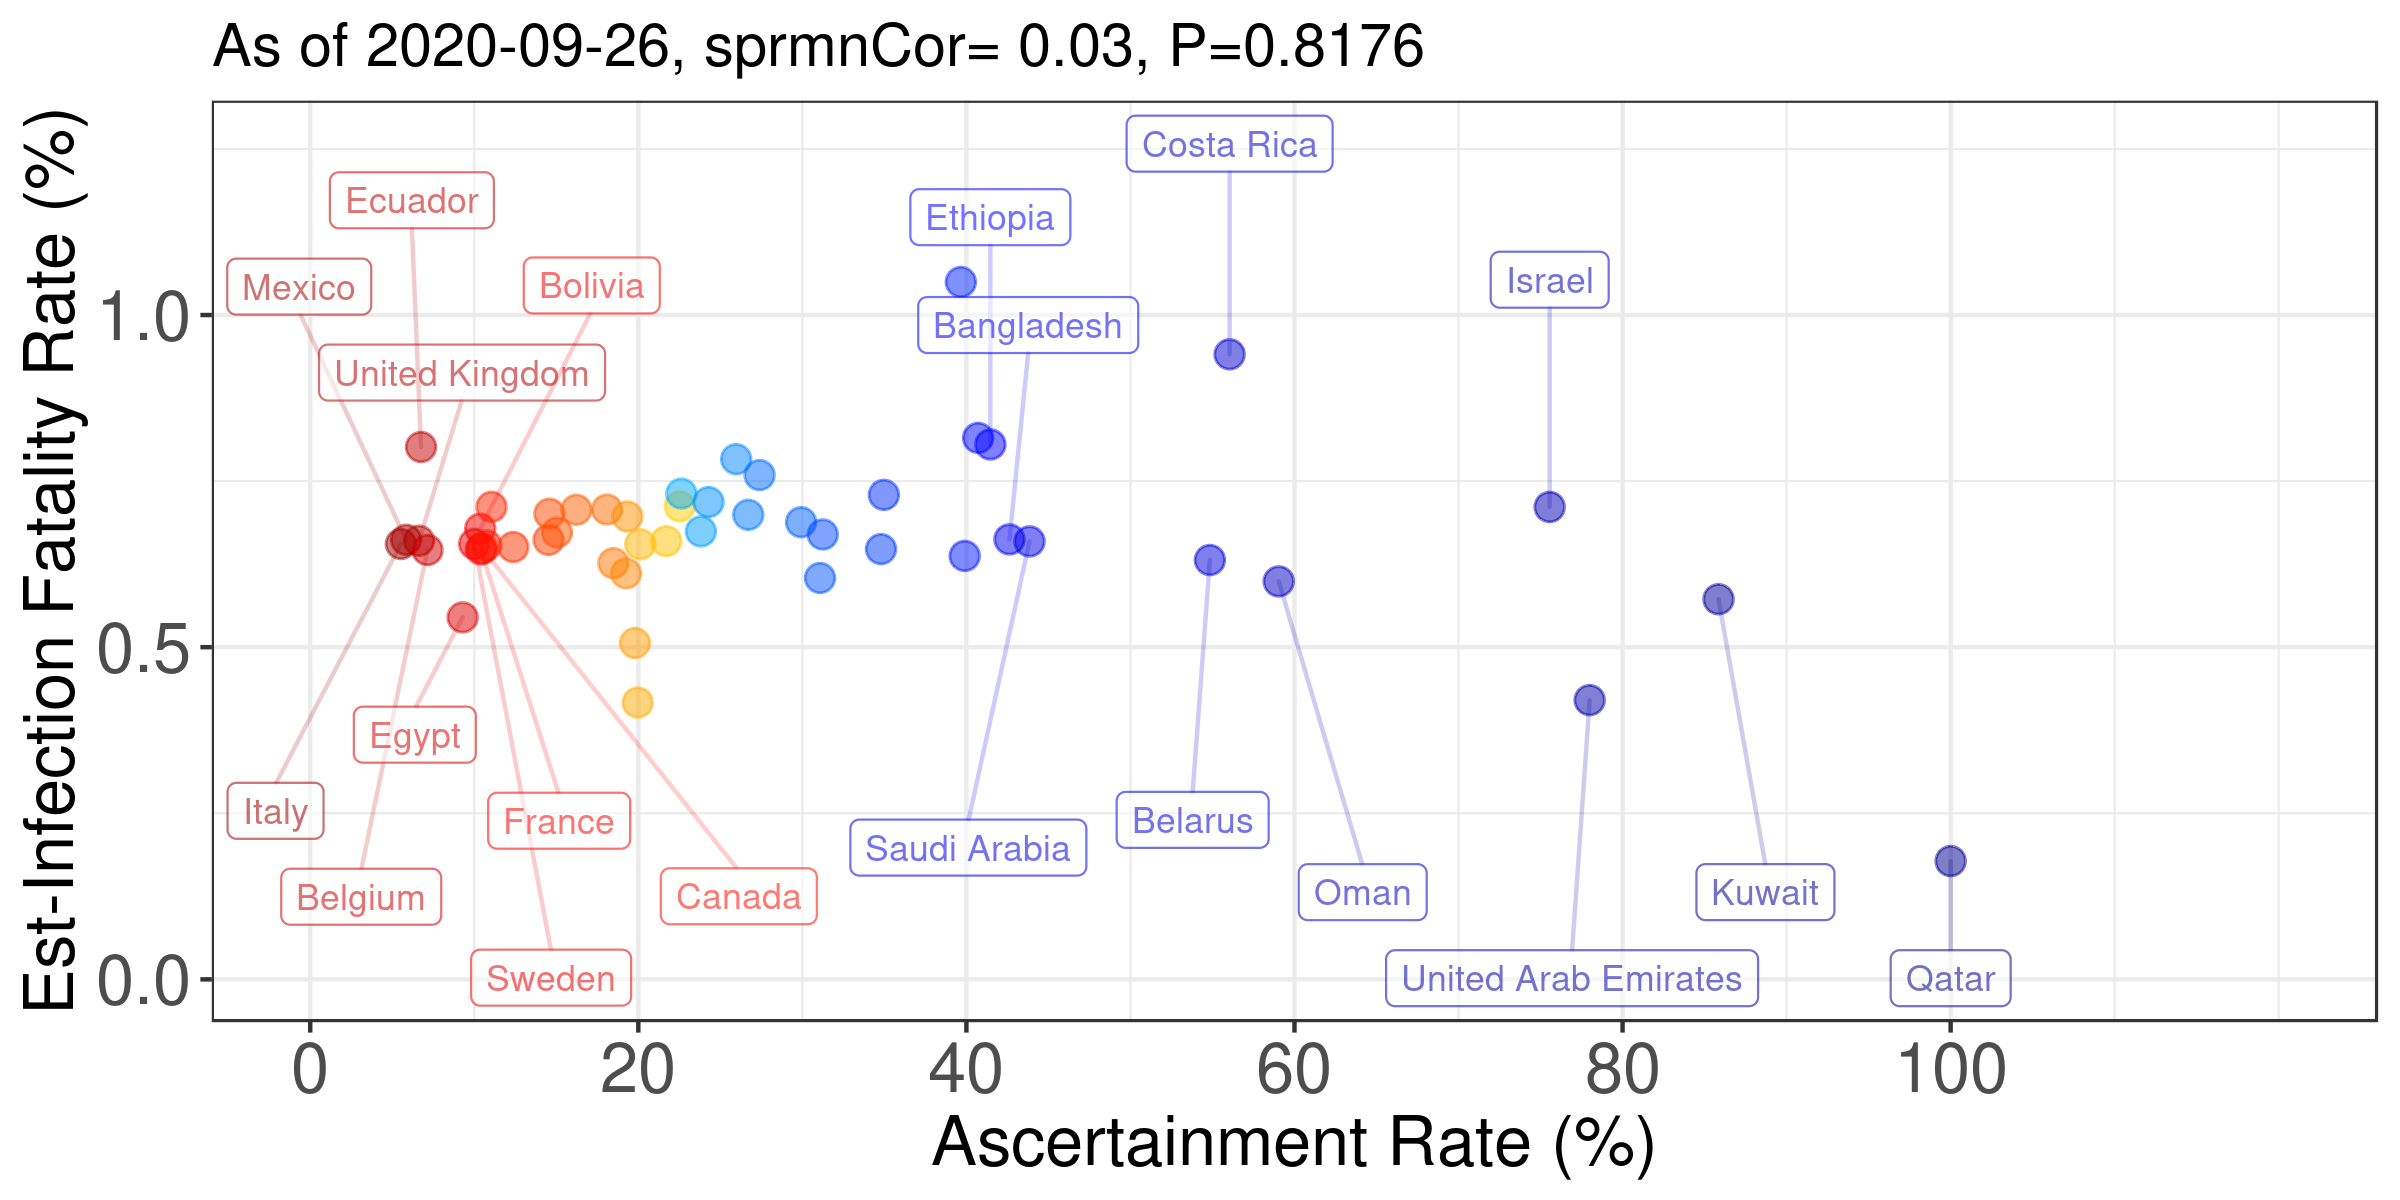 As of 2020-09-26, sprmnCor= 0.03, P=0.8176
Est-Infection Fatality Rate (%)
1.0
0.5
0.0
Costa Rica
Ecuador
Ethiopia
Israel
Mexico
Bolivia
Bangladesh
United Kingdom
Egypt
Italy
France
Belarus
Saudi Arabia
Belgium
Canada
Oman
Kuwait
Sweden
United Arab Emirates
Qatar
0
20
40
60
80
100
Ascertainment Rate (%)